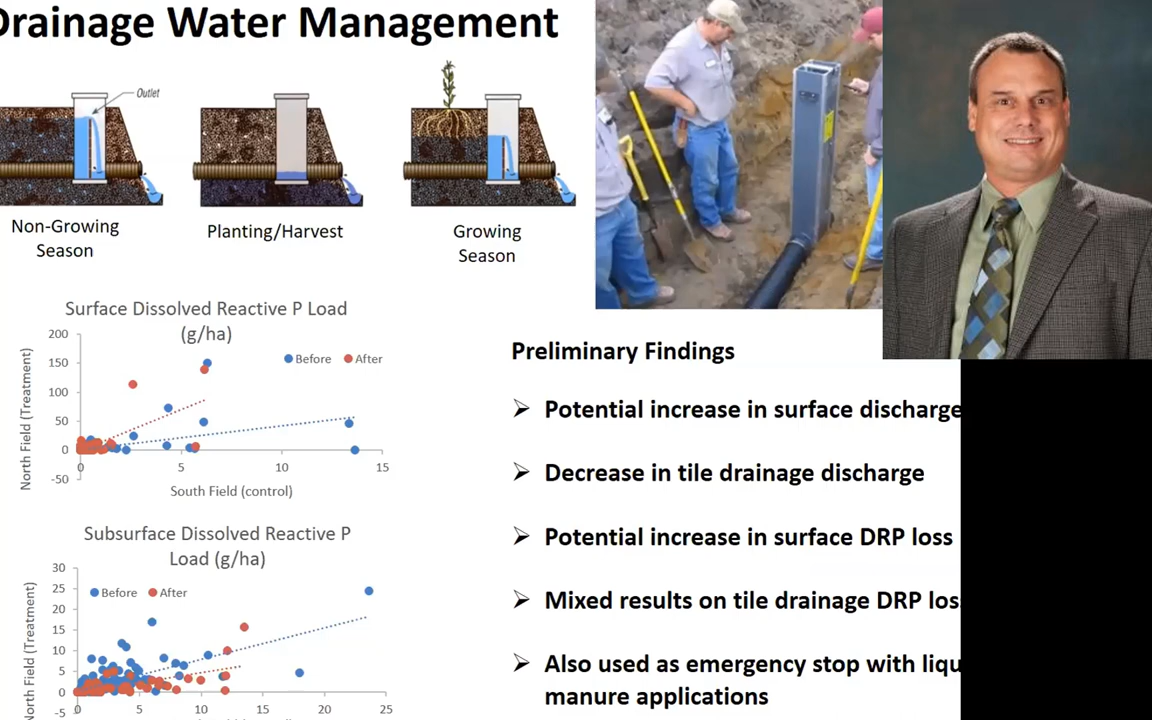 Drainage Water Management
Outlet
Non-Growing
Season
Planting/Harvest
Growing
Season
Surface Dissolved Reactive P Load
(g/ha)
200
150
100
50
0
-50
Before
After
North Field (Treatment)
0
5
10
15
South Field (control)
Subsurface Dissolved Reactive P
Load (g/ha)
30
25
20
15
10
5
0
-5
Before
After
North Field (Treatment)
0
5
10
15
20
25
Preliminary Findings
Potential increase in surface discharge
Decrease in tile drainage discharge
Potential increase in surface DRP loss
Mixed results on tile drainage DRP los
Also used as emergency stop with liqu
manure applications